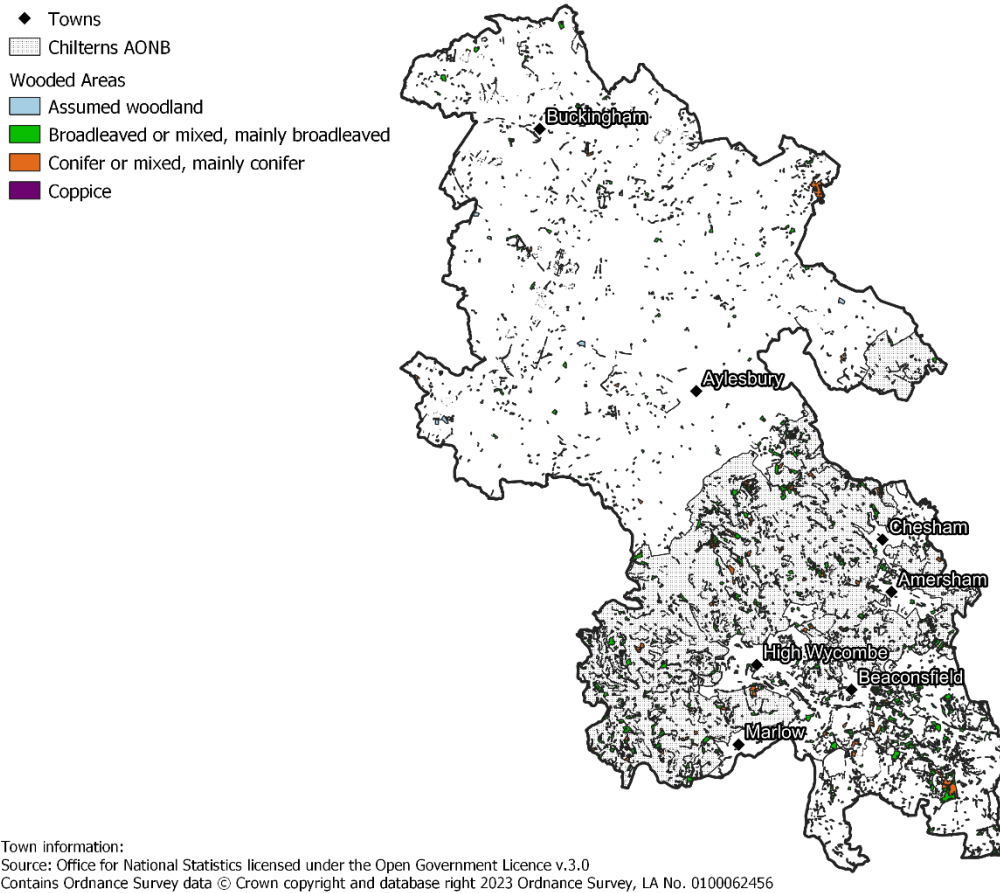 Towns
Chilterns AONB
Wooded Areas
Assumed woodland
Broadleaved or mixed, mainly broadleaved
Conifer or mixed, mainly conifer
Coppice
Buckingham
Aylesbury
Chesham
Amersham
High Wycombe
Beaconsfield
Marlow
Town information:
Source: Office for National Statistics licensed under the Open Government Licence v.3.0
Contains Ordnance Survey data © Crown copyright and database right 2023 Ordnance Survey, LA No. 0100062456